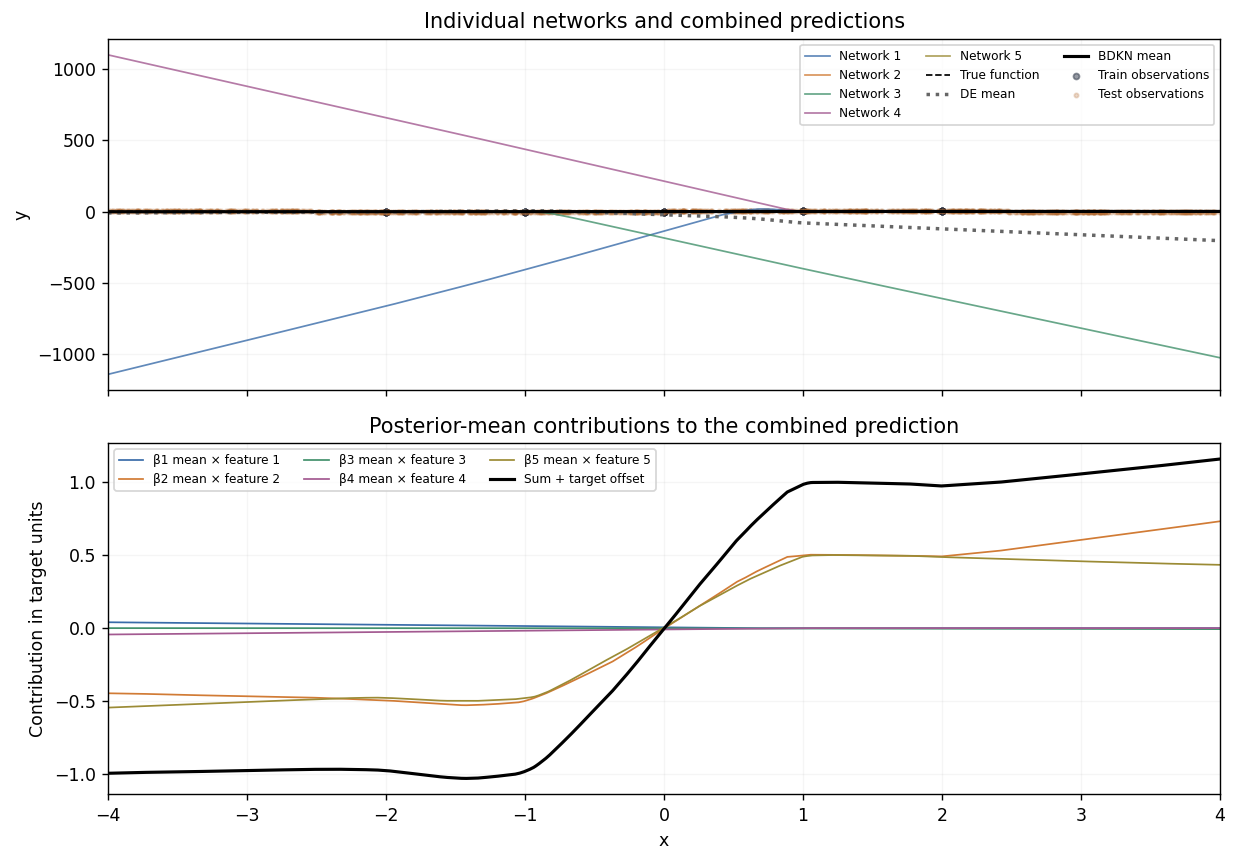 Individual networks and combined predictions
1000
500
0
−500
−1000
y
Network 1
Network 2
Network 3
Network 4
Network 5
True function
DE mean
BDKN mean
Train observations
Test observations
Posterior-mean contributions to the combined prediction
β1 mean × feature 1
β2 mean × feature 2
β3 mean × feature 3
β4 mean × feature 4
β5 mean × feature 5
Sum + target offset
1.0
0.5
0.0
−0.5
−1.0
Contribution in target units
−4 −3 −2 −1 0 1 2 3 4
x